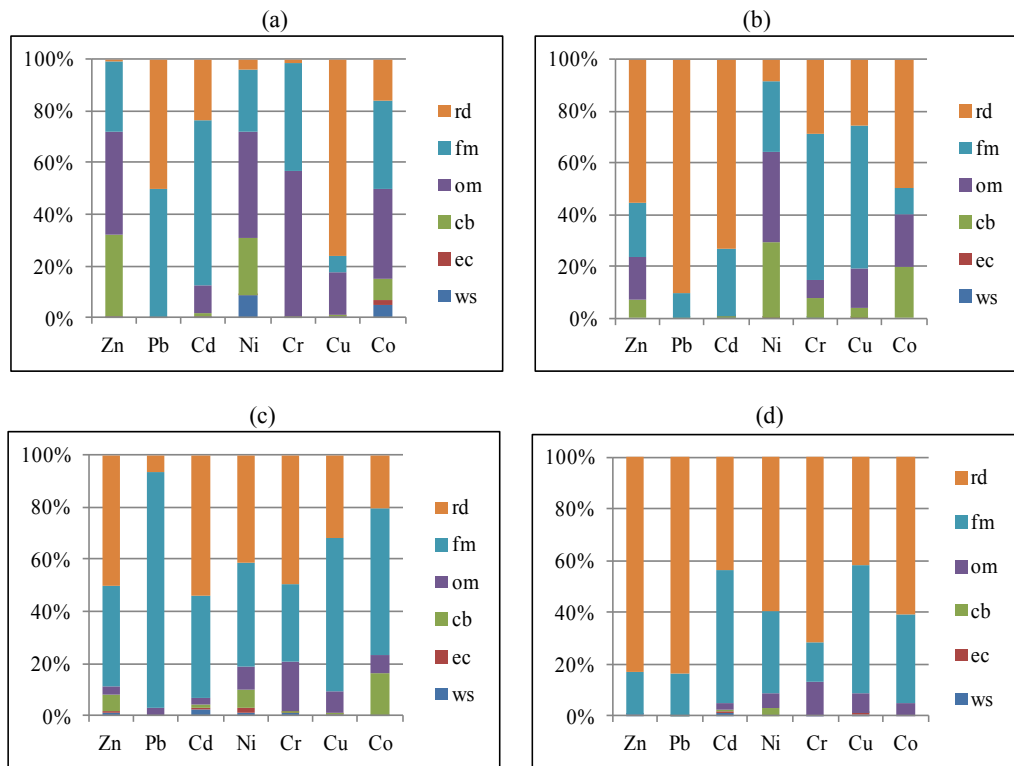 (a)
100%
80%
60%
40%
20%
0%
Zn Pb Cd Ni Cr Cu Co
rd
fm
om
cb
ec
ws
(b)
100%
80%
60%
40%
20%
0%
Zn Pb Cd Ni Cr Cu Co
rd
fm
om
cb
ec
ws
(c)
100%
80%
60%
40%
20%
0%
Zn Pb Cd Ni Cr Cu Co
rd
fm
om
cb
ec
ws
(d)
100%
80%
60%
40%
20%
0%
Zn Pb Cd Ni Cr Cu Co
rd
fm
om
cb
ec
ws